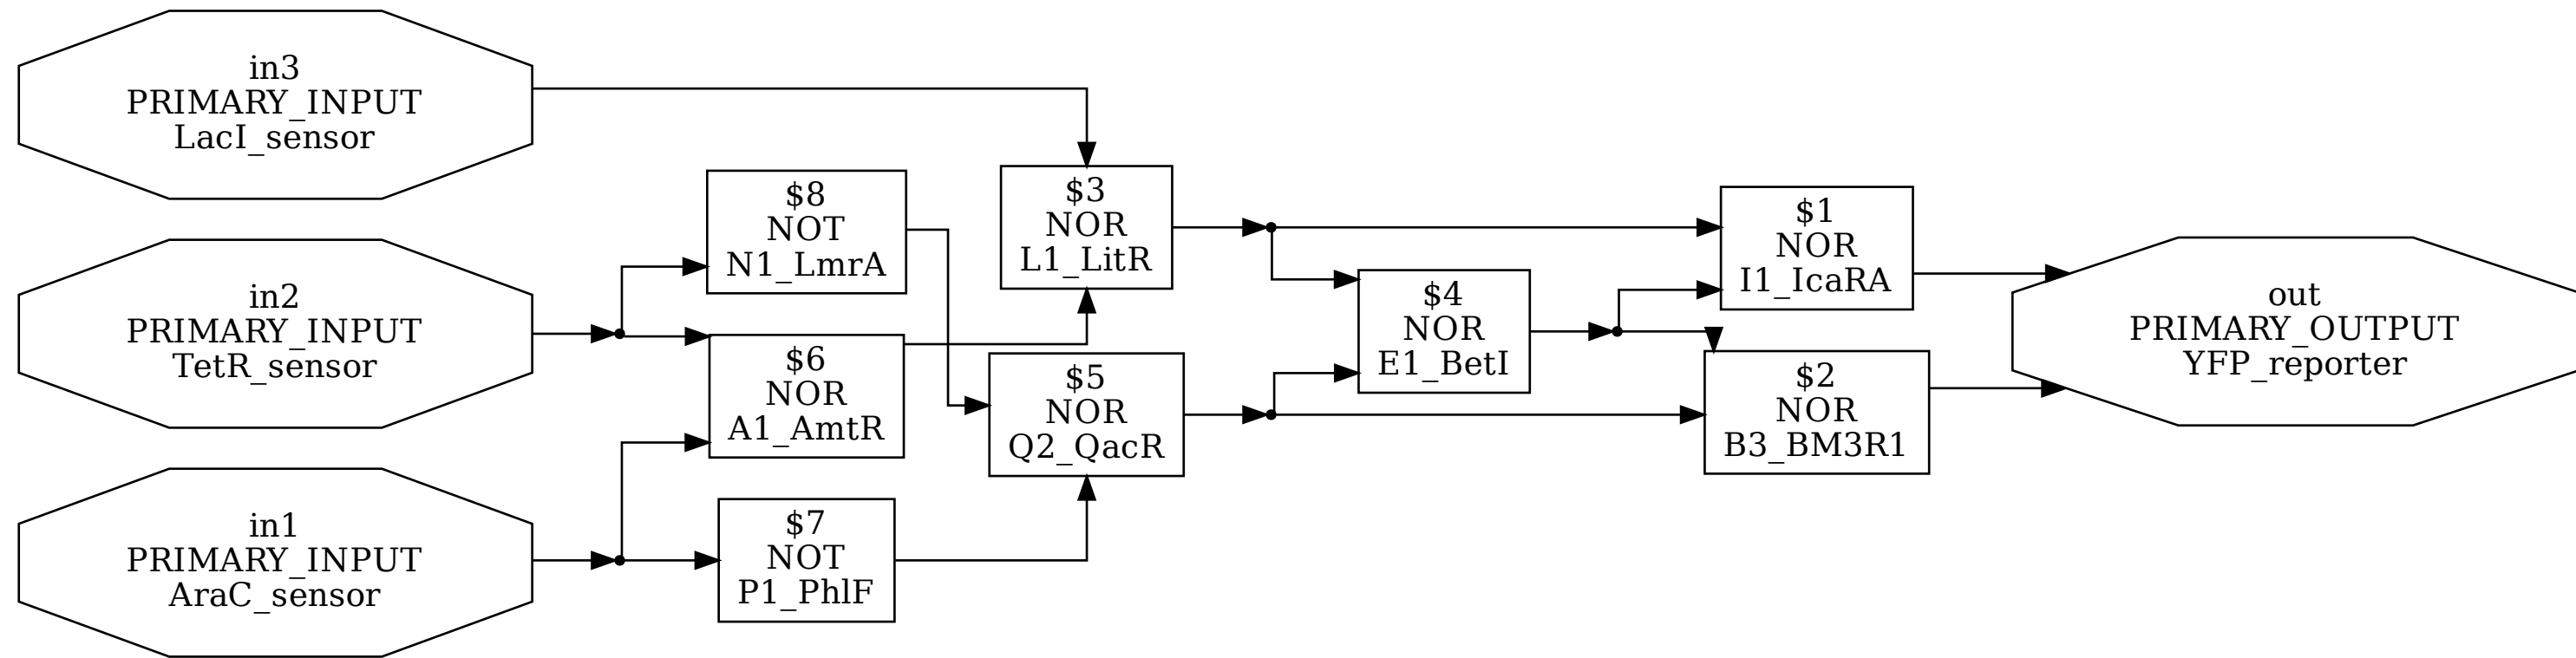 in3
PRIMARY_INPUT
LacI_sensor
in2
PRIMARY_INPUT
TetR_sensor
in1
PRIMARY_INPUT
AraC_sensor
$8
NOT
N1_LmrA
$6
NOR
A1_AmtR
$7
NOT
P1_PhlF
$3
NOR
L1_LitR
$5
NOR
Q2_QacR
$4
NOR
E1_BetI
$1
NOR
I1_IcaRA
$2
NOR
B3_BM3R1
out
PRIMARY_OUTPUT
YFP_reporter